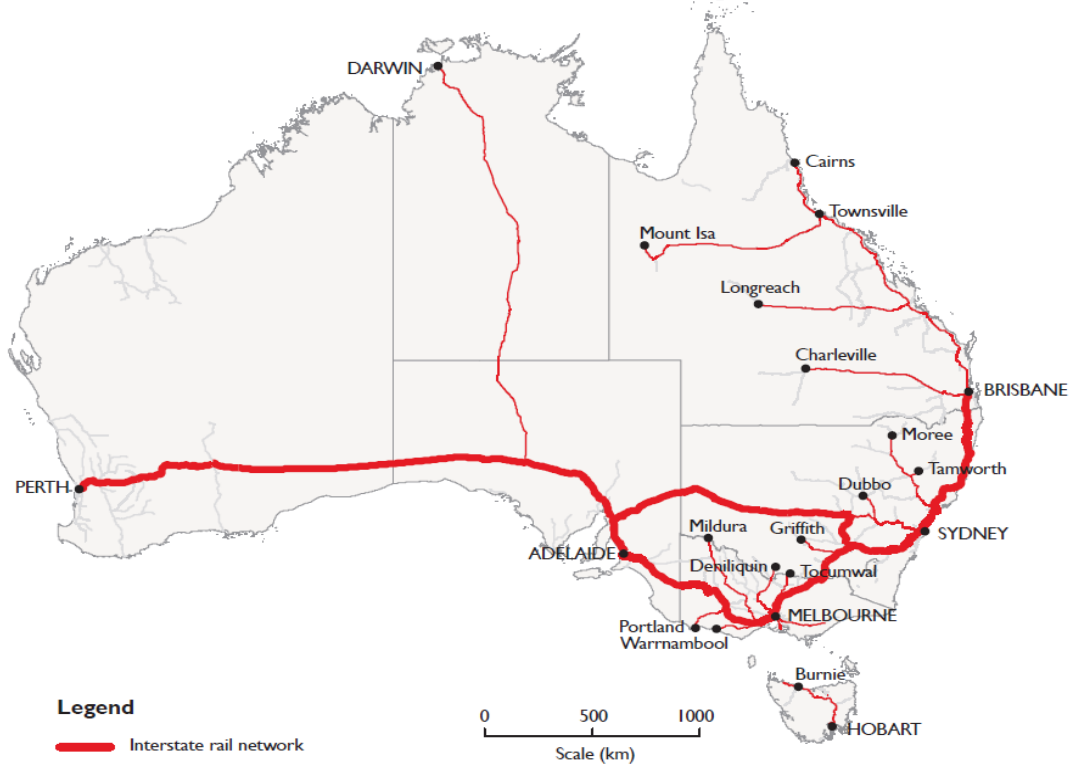 DARWIN
Cairns
Townsville
Mount Isa
Longreach
Charleville
BRISBANE
Moree
Tamworth
Dubbo
PERTH
Mildura
Griffith
SYDNEY
ADELAIDE
Deniliquin
Tocumwal
MELBOURNE
Portland
Warrnambool
Burnie
HOBART
Legend
Interstate rail network
0 500 1000
Scale (km)